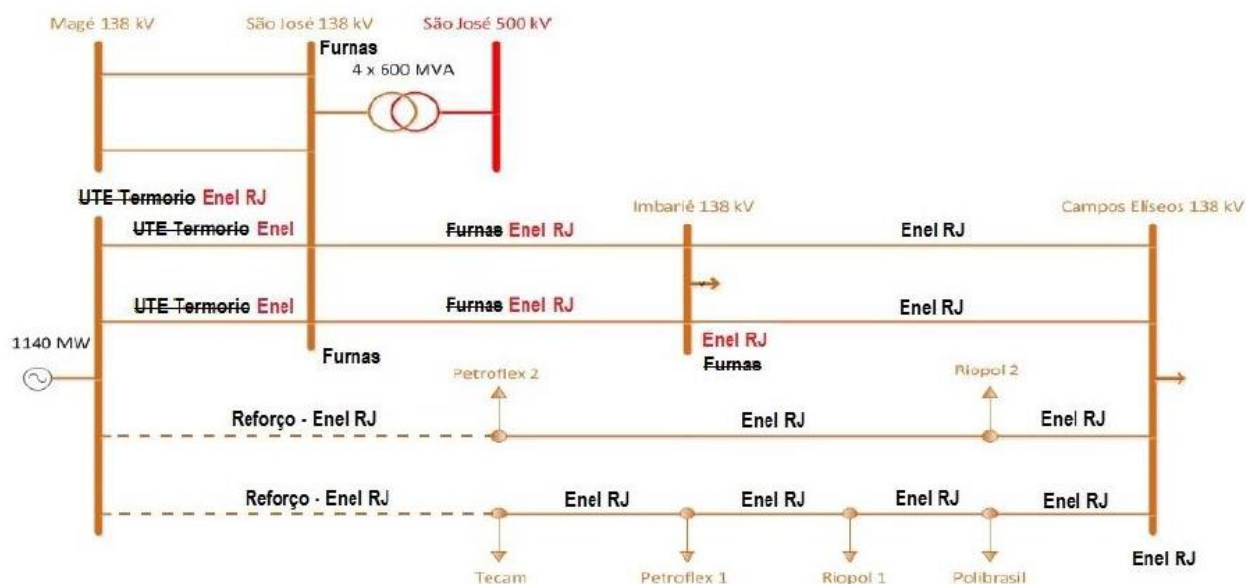 Magé 138 kV
São José 138 kV
São José 500 kV
Furnas
4 x 600 MVA
UTE Termorio Enel RJ
Imbariê 138 kV
Campos Elíseos 138 kV
UTE Termorio Enel
Furnas Enel RJ
Enel RJ
UTE Termorio Enel
Furnas Enel RJ
Enel RJ
1140 MW
Furnas
Enel RJ
Furnas
Petroflex 2
Riopol 2
Reforço - Enel RJ
Enel RJ
Enel RJ
Reforço - Enel RJ
Enel RJ
Enel RJ
Enel RJ
Enel RJ
Tecam
Petroflex 1
Riopol 1
Polibrasil
Enel RJ